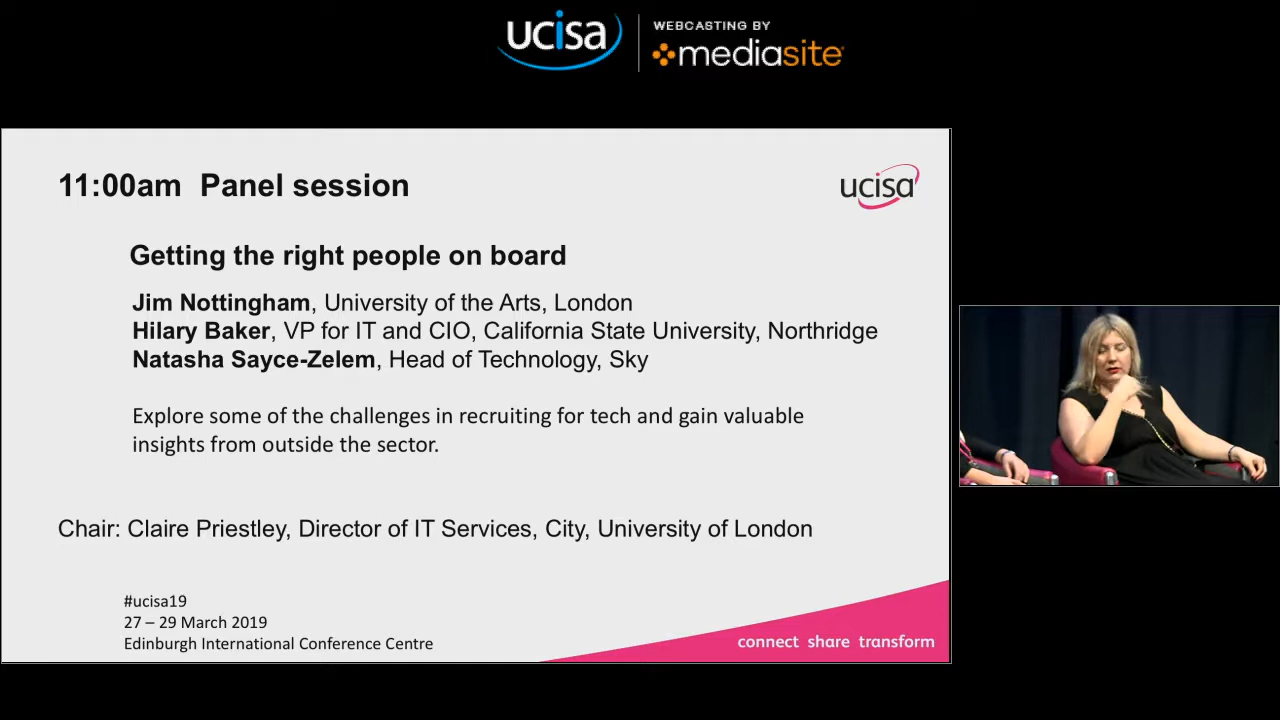 ucisa
WEBCASTING BY
mediasite
11:00am Panel session
ucisa
Getting the right people on board
Jim Nottingham, University of the Arts, London
Hilary Baker, VP for IT and CIO, California State University, Northridge
Natasha Sayce-Zelem, Head of Technology, Sky
Explore some of the challenges in recruiting for tech and gain valuable
insights from outside the sector.
Chair: Claire Priestley, Director of IT Services, City, University of London
#ucisa19
27 – 29 March 2019
Edinburgh International Conference Centre
connect share transform